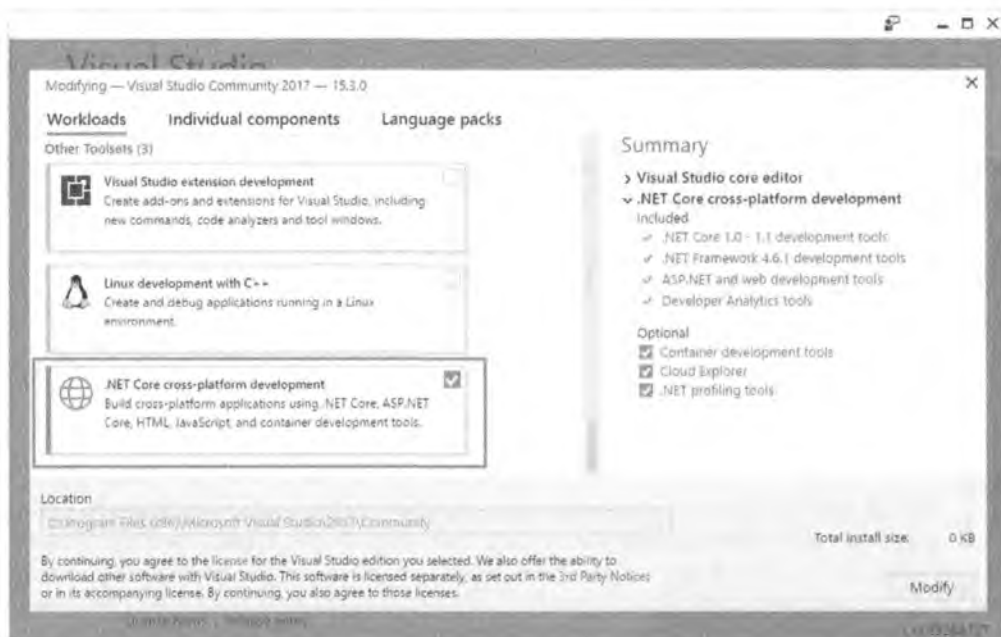 Visual Studio
Modifying — Visual Studio Community 2017 — 15.3.0
Workloads Individual components Language packs
Other Toolsets (3)
Visual Studio extension development
Create add-ons and extensions for Visual Studio, including
new commands, code analyzers and tool windows.
Linux development with C++
Create and debug applications running in a Linux
environment.
.NET Core cross-platform development
Build cross-platform applications using .NET Core, ASP.NET
Core, HTML, JavaScript, and container development tools.
Summary
Visual Studio core editor
.NET Core cross-platform development
Included
.NET Core 1.0 - 1.1 development tools
.NET Framework 4.6.1 development tools
ASP.NET and web development tools
Developer Analytics tools
Optional
Container development tools
Cloud Explorer
.NET profiling tools
Location
C:\Program Files (x86)\Microsoft Visual Studio\2017\Community
Total install size: 0 KB
By continuing, you agree to the license for the Visual Studio edition you selected. We also offer the ability to
download other software with Visual Studio. This software is licensed separately, as set out in the 3rd Party Notices
or in its accompanying license. By continuing, you also agree to those licenses.
Modify